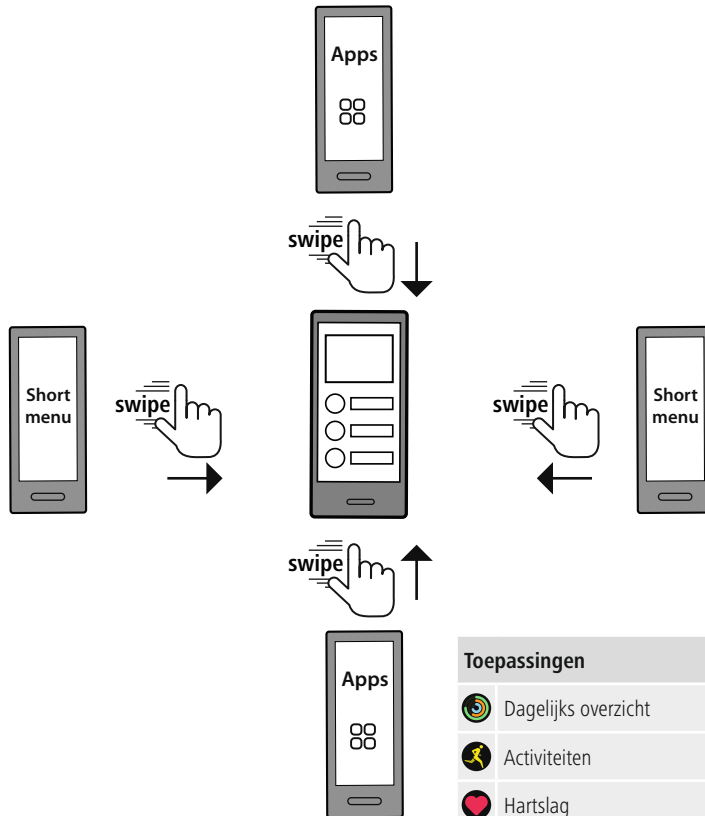 Apps
swipe
Short
menu
swipe
swipe
Short
menu
swipe
Apps
Toepassingen
Dagelijks overzicht
Activiteiten
Hartslag